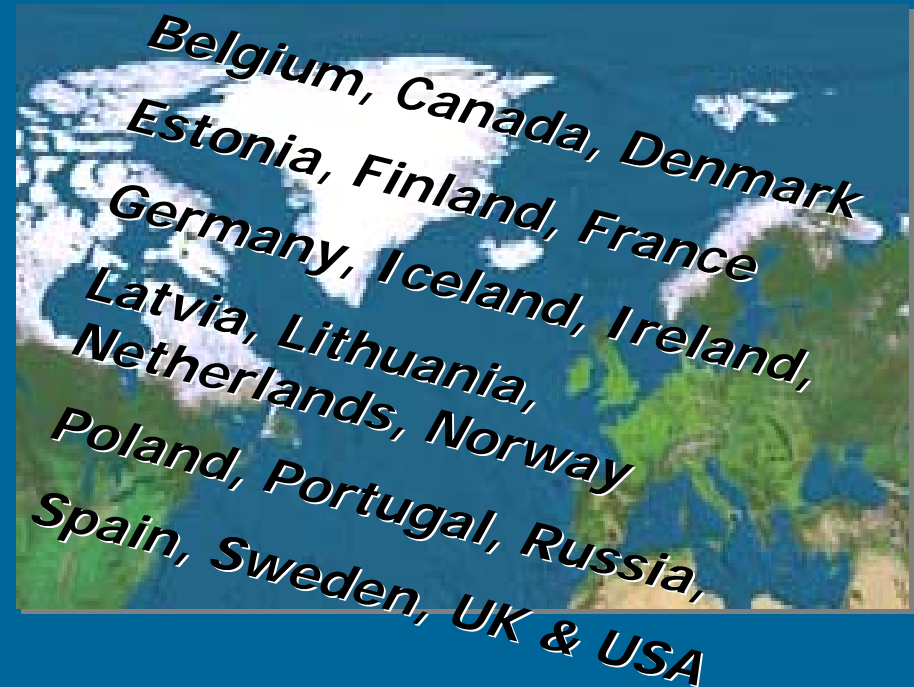 Belgium, Canada, Denmark
Estonia, Finland, France
Germany, Iceland, Ireland,
Latvia, Lithuania,
Netherlands, Norway
Poland, Portugal, Russia,
Spain, Sweden, UK & USA